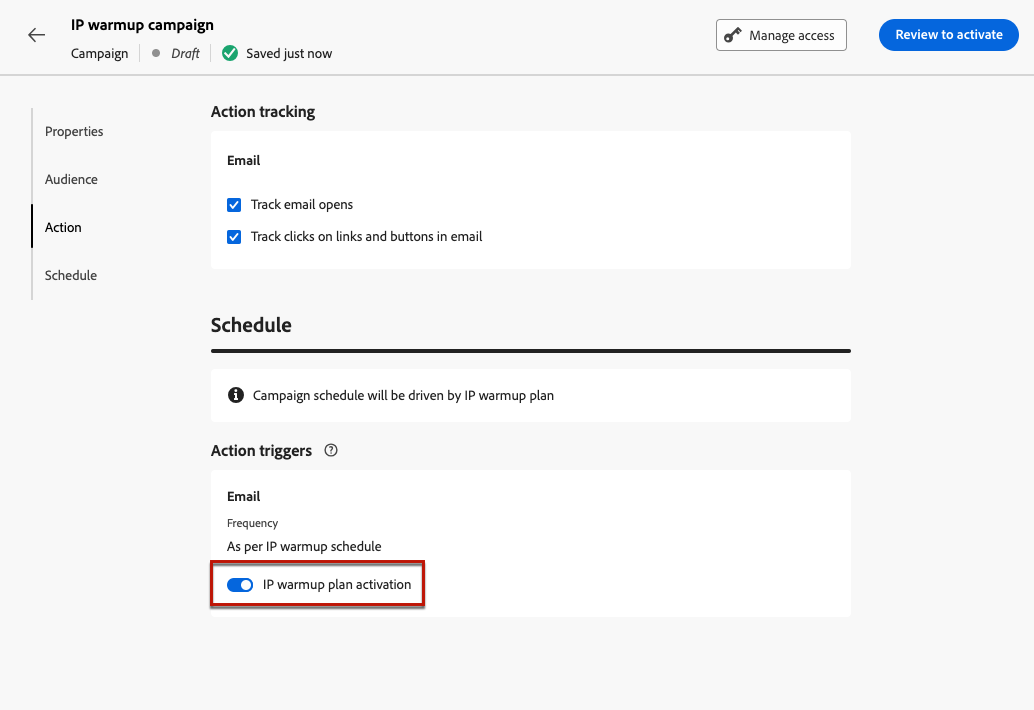 IP warmup campaign
Campaign
Draft
Saved just now
Manage access
Review to activate
Properties
Audience
Action
Schedule
Action tracking
Email
Track email opens
Track clicks on links and buttons in email
Schedule
Campaign schedule will be driven by IP warmup plan
Action triggers
Email
Frequency
As per IP warmup schedule
IP warmup plan activation